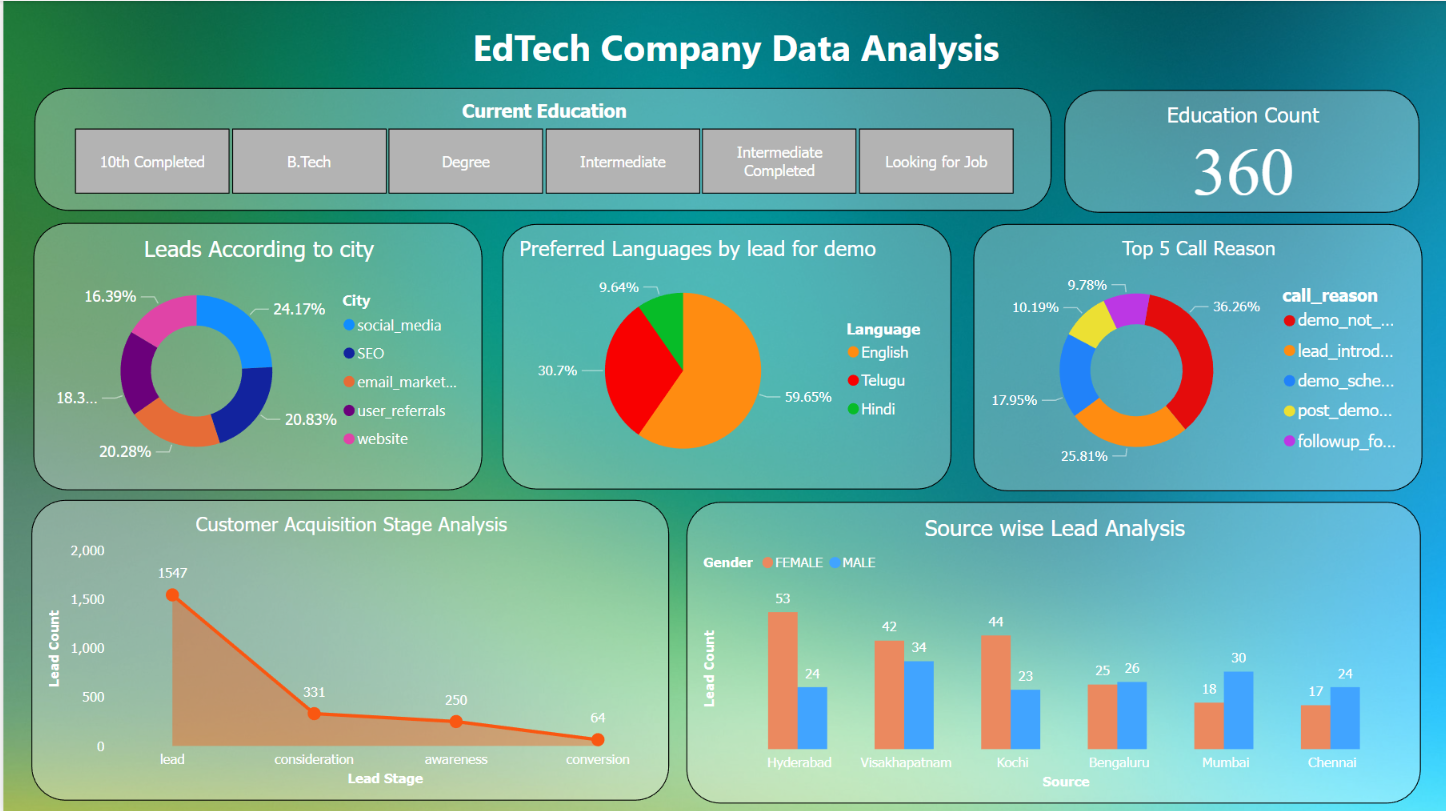 EdTech Company Data Analysis
Current Education
10th Completed
B.Tech
Degree
Intermediate
Intermediate
Completed
Looking for Job
Education Count
360
Leads According to city
16.39%
24.17%
18.3...
20.83%
20.28%
City
social_media
SEO
email_market...
user_referrals
website
Preferred Languages by lead for demo
9.64%
30.7%
59.65%
Language
English
Telugu
Hindi
Top 5 Call Reason
9.78%
10.19%
36.26%
17.95%
25.81%
call_reason
demo_not_...
lead_introd...
demo_sche...
post_demo...
followup_fo...
Customer Acquisition Stage Analysis
Lead Count
2,000
1,500
1,000
500
0
1547
331
250
64
lead consideration awareness conversion
Lead Stage
Source wise Lead Analysis
Gender FEMALE MALE
Lead Count
53
24
42
34
44
23
25
26
18
30
17
24
Hyderabad Visakhapatnam Kochi Bengaluru Mumbai Chennai
Source